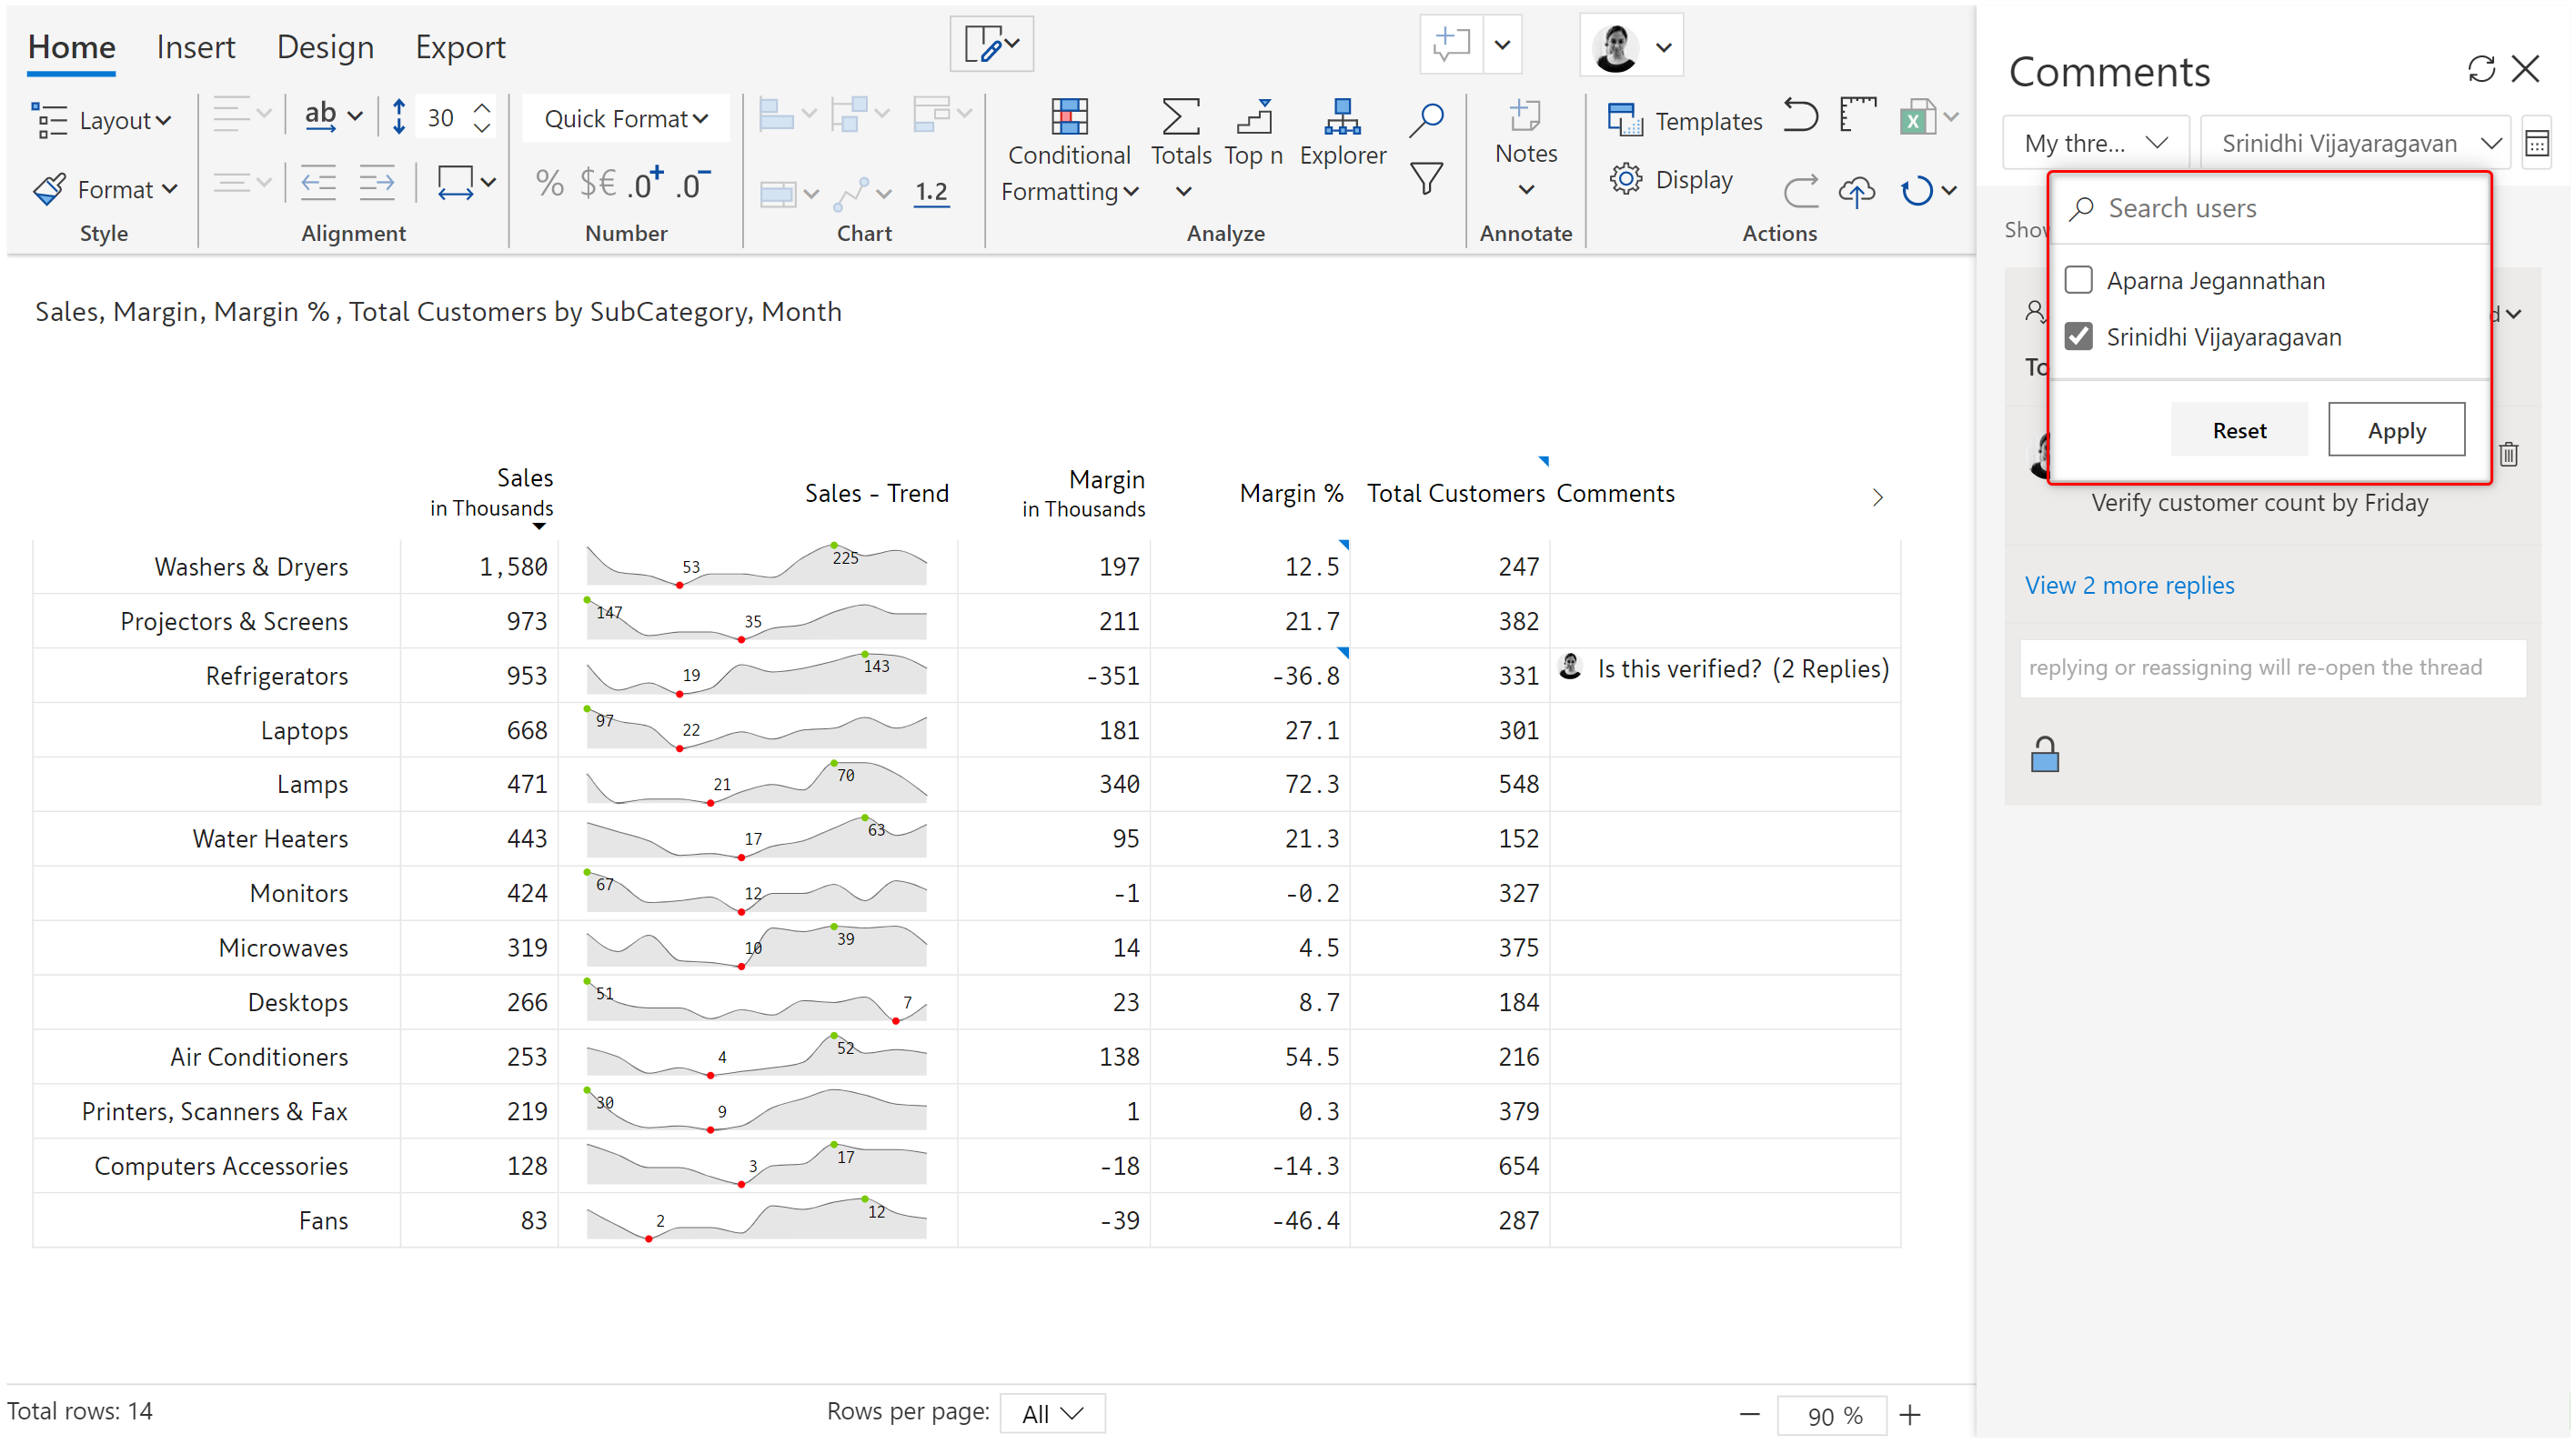 Home Insert Design Export
Layout
ab
30
Quick Format
Conditional Formatting
Totals
Top n
Explorer
Notes
Templates
Format
% $€ .0+ .0-
1.2
Display
Style Alignment Number Chart Analyze Annotate Actions
Sales, Margin, Margin % , Total Customers by SubCategory, Month
Sales in Thousands Sales - Trend Margin in Thousands Margin % Total Customers Comments
Washers & Dryers 1,580 53 225 197 12.5 247
Projectors & Screens 973 147 35 211 21.7 382
Refrigerators 953 19 143 -351 -36.8 331 Is this verified? (2 Replies)
Laptops 668 97 22 181 27.1 301
Lamps 471 21 70 340 72.3 548
Water Heaters 443 17 63 95 21.3 152
Monitors 424 67 12 -1 -0.2 327
Microwaves 319 10 39 14 4.5 375
Desktops 266 51 7 23 8.7 184
Air Conditioners 253 4 52 138 54.5 216
Printers, Scanners & Fax 219 30 9 1 0.3 379
Computers Accessories 128 3 17 -18 -14.3 654
Fans 83 2 12 -39 -46.4 287
Total rows: 14 Rows per page: All 90 %
Comments
My thre... Srinidhi Vijayaragavan
Search users
Aparna Jegannathan
Srinidhi Vijayaragavan
Reset Apply
Verify customer count by Friday
View 2 more replies
replying or reassigning will re-open the thread